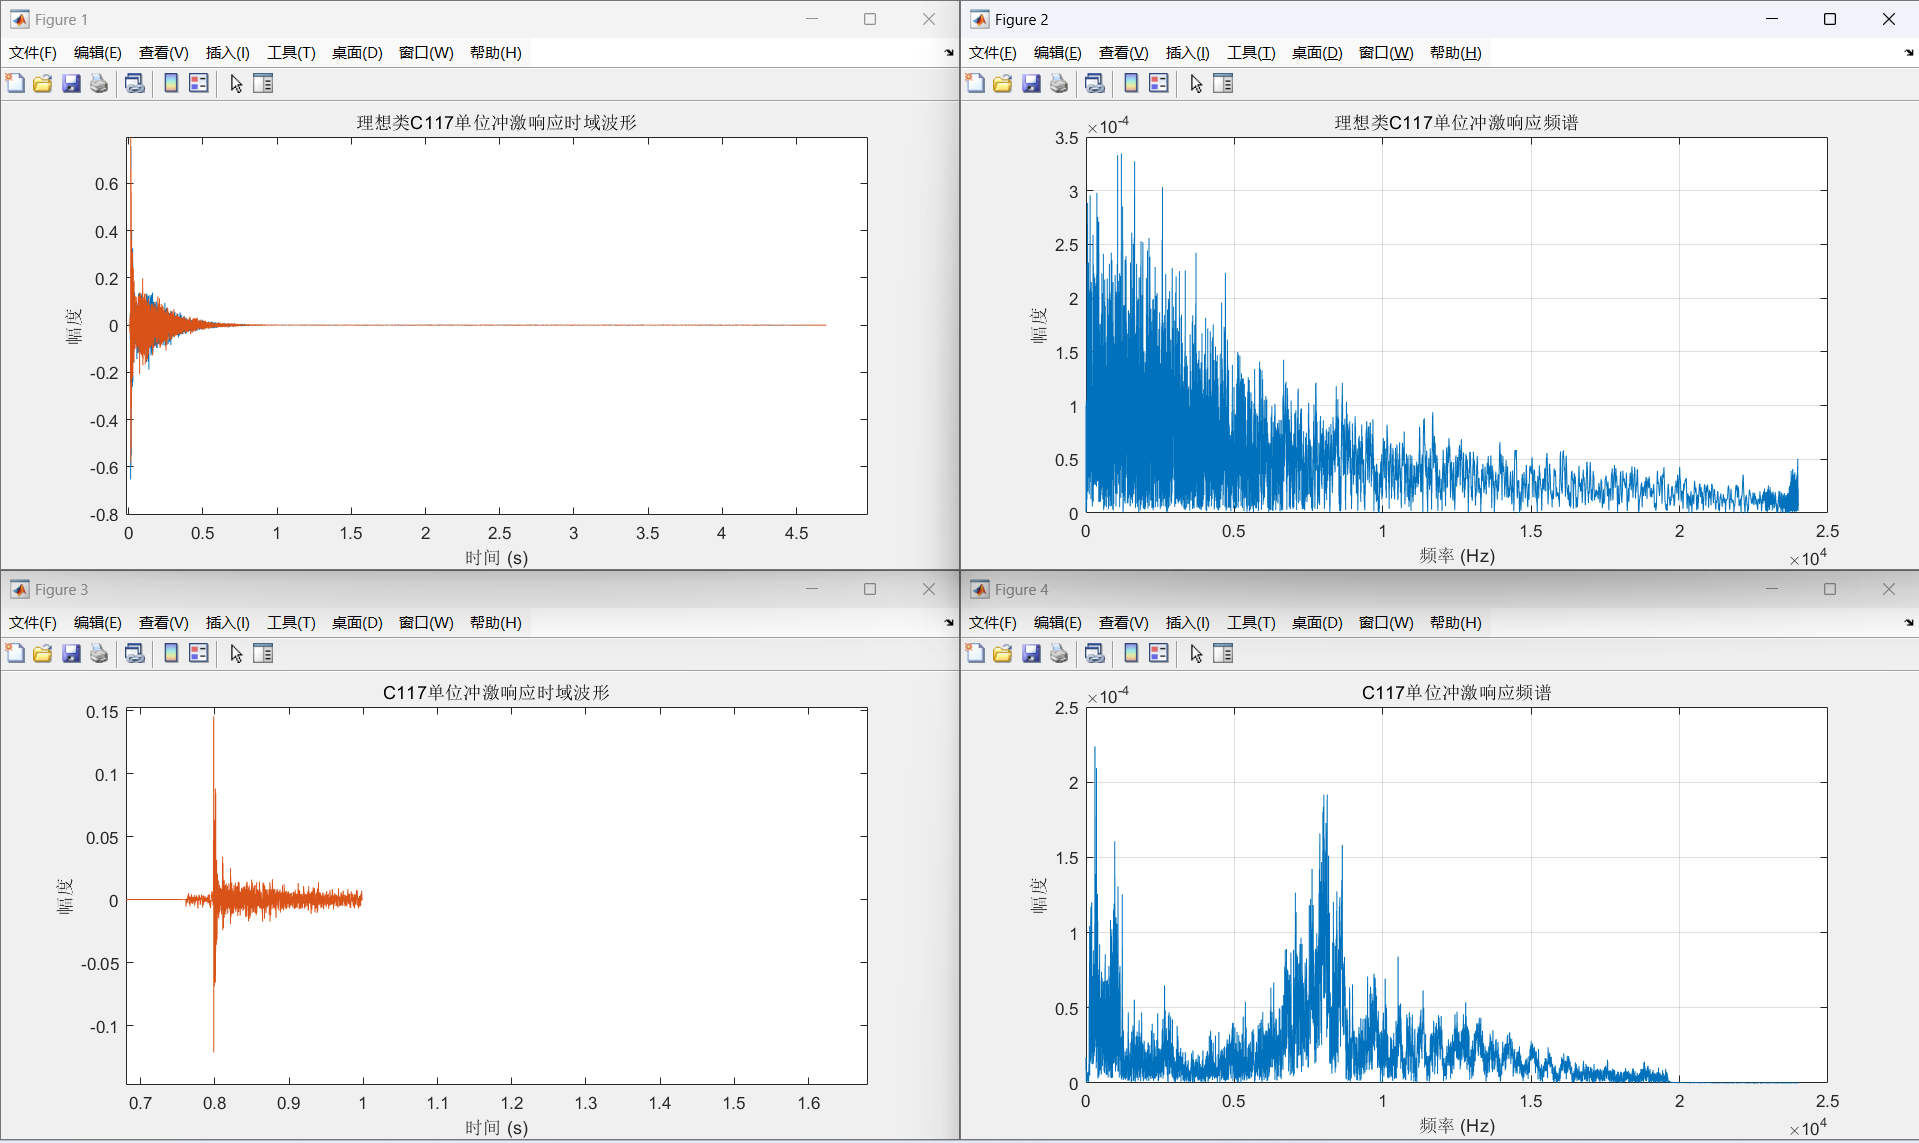 Figure 1
文件(F) 编辑(E) 查看(V) 插入(I) 工具(T) 桌面(D) 窗口(W) 帮助(H)
理想类C117单位冲激响应时域波形
0.6
0.4
0.2
0
-0.2
-0.4
-0.6
-0.8
幅度
0 0.5 1 1.5 2 2.5 3 3.5 4 4.5
时间 (s)
Figure 2
文件(F) 编辑(E) 查看(V) 插入(I) 工具(T) 桌面(D) 窗口(W) 帮助(H)
理想类C117单位冲激响应频谱
×10-4
3.5
3
2.5
2
1.5
1
0.5
0
幅度
0 0.5 1 1.5 2 2.5
频率 (Hz)
×104
Figure 3
文件(F) 编辑(E) 查看(V) 插入(I) 工具(T) 桌面(D) 窗口(W) 帮助(H)
C117单位冲激响应时域波形
0.15
0.1
0.05
0
-0.05
-0.1
幅度
0.7 0.8 0.9 1 1.1 1.2 1.3 1.4 1.5 1.6
时间 (s)
Figure 4
文件(F) 编辑(E) 查看(V) 插入(I) 工具(T) 桌面(D) 窗口(W) 帮助(H)
C117单位冲激响应频谱
×10-4
2.5
2
1.5
1
0.5
0
幅度
0 0.5 1 1.5 2 2.5
频率 (Hz)
×104